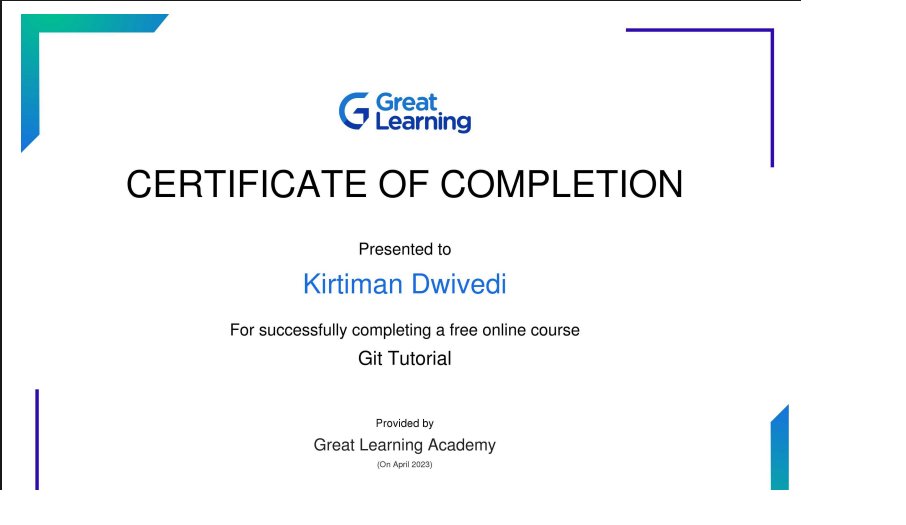 Great
Learning
CERTIFICATE OF COMPLETION
Presented to
Kirtiman Dwivedi
For successfully completing a free online course
Git Tutorial
Provided by
Great Learning Academy
(On April 2023)